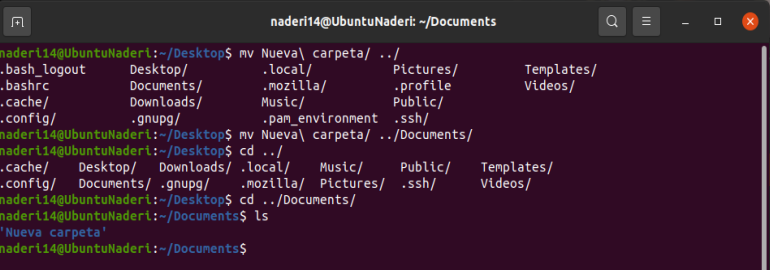 naderi14@UbuntuNaderi: ~/Documents
naderi14@UbuntuNaderi:~/Desktop$ mv Nueva\ carpeta/ ../
.bash_logout Desktop/ .local/ Pictures/ Templates/
.bashrc Documents/ .mozilla/ .profile Videos/
.cache/ Downloads/ Music/ Public/
.config/ .gnupg/ .pam_environment .ssh/
naderi14@UbuntuNaderi:~/Desktop$ mv Nueva\ carpeta/ ../Documents/
naderi14@UbuntuNaderi:~/Desktop$ cd ../
.cache/ Desktop/ Downloads/ .local/ Music/ Public/ Templates/
.config/ Documents/ .gnupg/ .mozilla/ Pictures/ .ssh/ Videos/
naderi14@UbuntuNaderi:~/Desktop$ cd ../Documents/
naderi14@UbuntuNaderi:~/Documents$ ls
'Nueva carpeta'
naderi14@UbuntuNaderi:~/Documents$